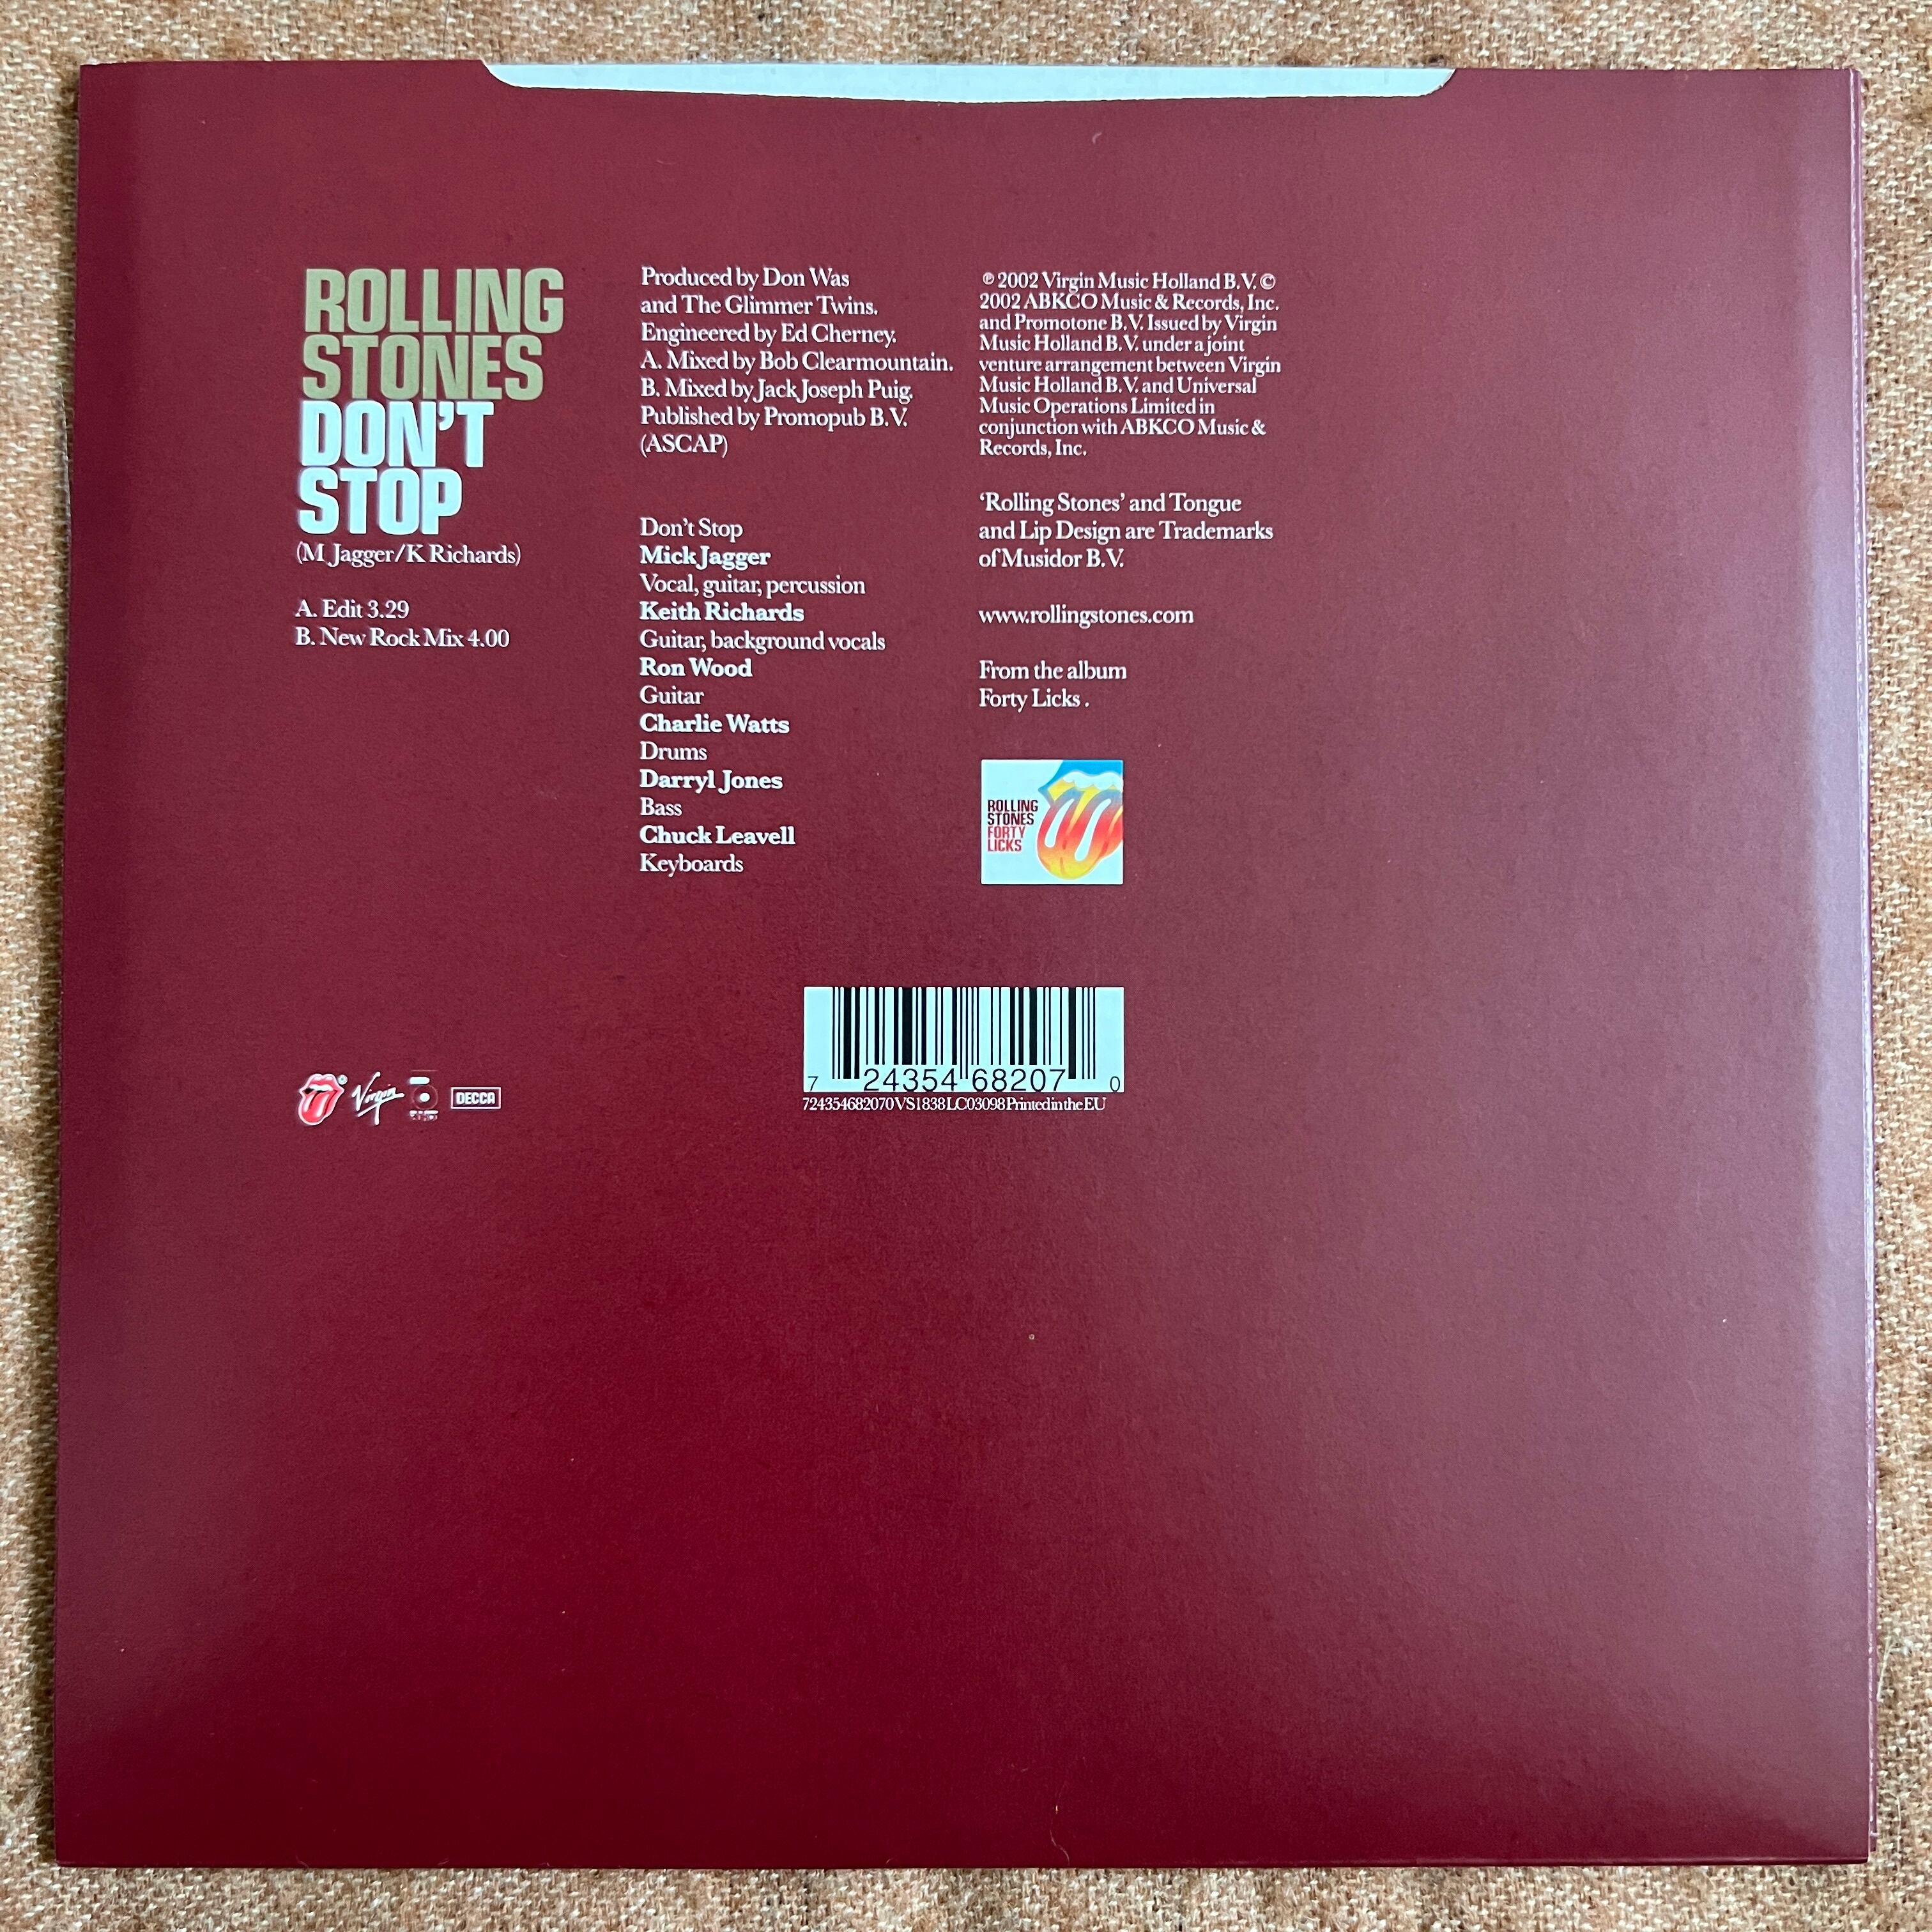 ROLLING
STONES
DON'T
STOP
(M Jagger/K Richards)
A. Edit 3.29
B. New Rock Mix 4.00
Produced by Don Was
and The Glimmer Twins.
Engineered by Ed Cherney.
A. Mixed by Bob Clearmountain.
B. Mixed by Jack Joseph Puig.
Published by Promopub B.V.
(ASCAP)
Don't Stop
Mick Jagger
Vocal, guitar, percussion
Keith Richards
Guitar, background vocals
Ron Wood
Guitar
Charlie Watts
Drums
Darryl Jones
Bass
Chuck Leavell
Keyboards
℗ 2002 Virgin Music Holland B.V. ©
2002 ABKCO Music & Records, Inc.
and Promotone B.V. Issued by Virgin
Music Holland B.V. under a joint
venture arrangement between Virgin
Music Holland B.V. and Universal
Music Operations Limited in
conjunction with ABKCO Music &
Records, Inc.
'Rolling Stones' and Tongue
and Lip Design are Trademarks
of Musidor B.V.
www.rollingstones.com
From the album
Forty Licks .
ROLLING
STONES
FORTY
LICKS
® Virgin DECCA
7 24354 68207 0
724354682070 VS1838 LC03098 Printed in the EU